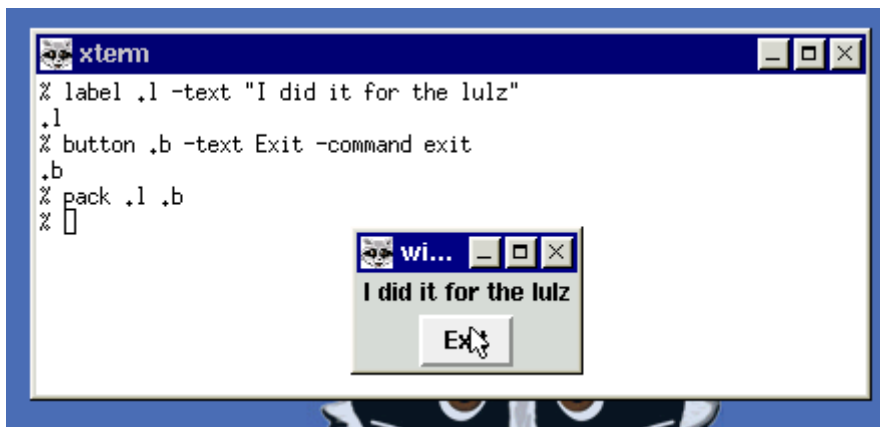 xterm
% label .l -text "I did it for the lulz"
.l
% button .b -text Exit -command exit
.b
% pack .l .b
%
wi...
I did it for the lulz
Exit